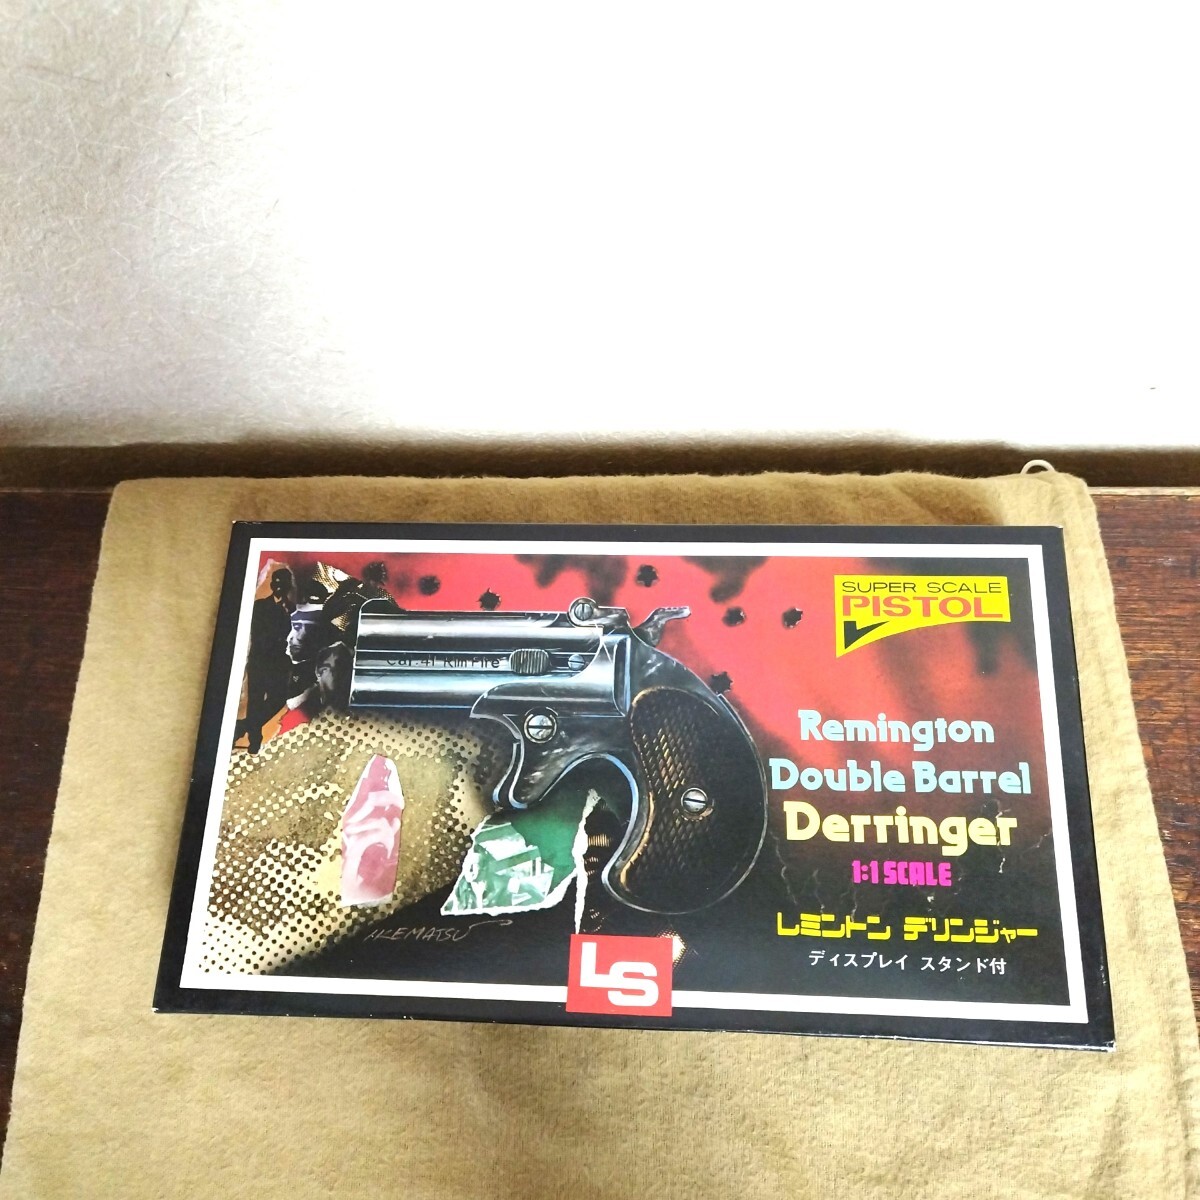 SUPER SCALE
PISTOL
Cal .41 Rim Fire
Remington
Double Barrel
Derringer
1:1 SCALE
レミントン デリンジャー
ディスプレイ スタンド付
IKEMATSU
LS